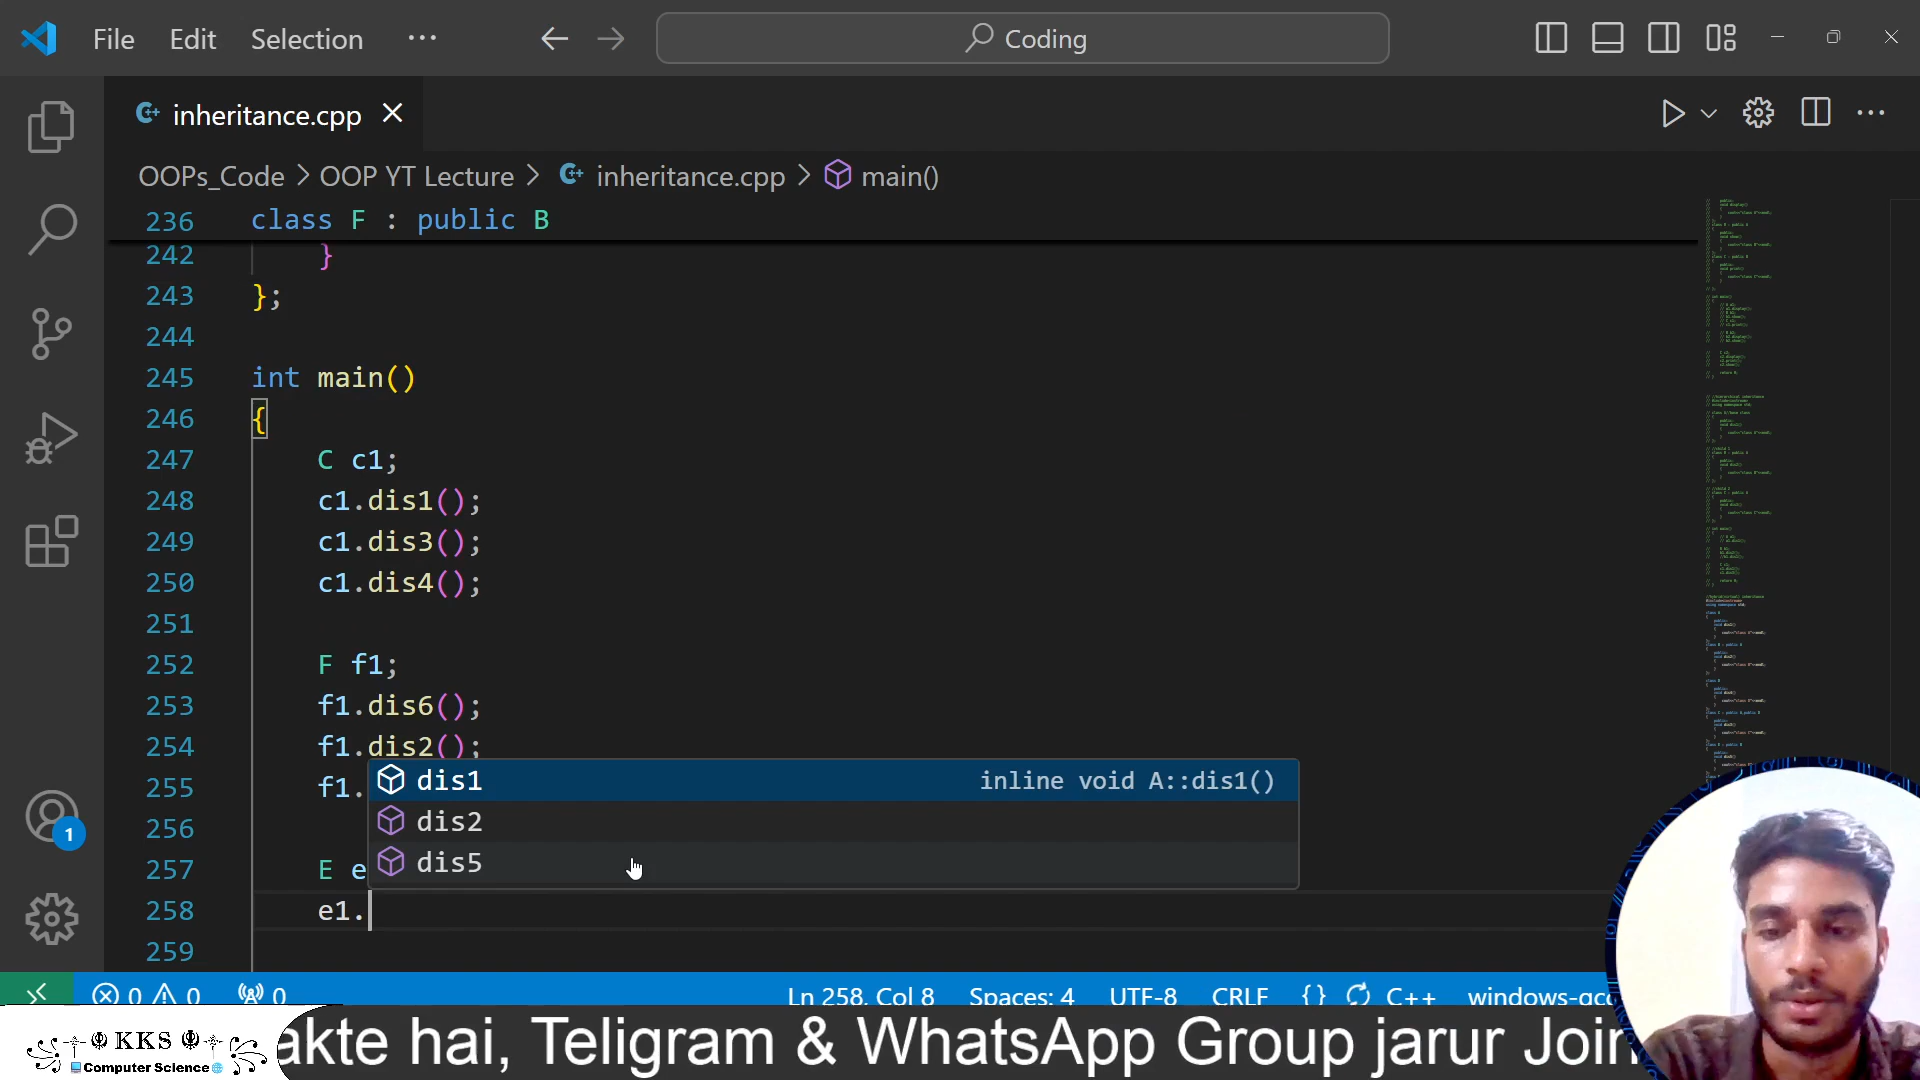 File Edit Selection ··· Coding
inheritance.cpp
OOPs_Code > OOP YT Lecture > inheritance.cpp > main()
236 class F : public B
242 }
243 };
244
245 int main()
246 {
247 C c1;
248 c1.dis1();
249 c1.dis3();
250 c1.dis4();
251
252 F f1;
253 f1.dis6();
254 f1.dis2();
255 f1.
dis1 inline void A::dis1()
dis2
256
dis5
257 E e
258 e1.
259
1
0 0 0 Ln 258, Col 8 Spaces: 4 UTF-8 CRLF {} C++
KKS
Computer Science
akte hai, Teligram & WhatsApp Group jarur Join